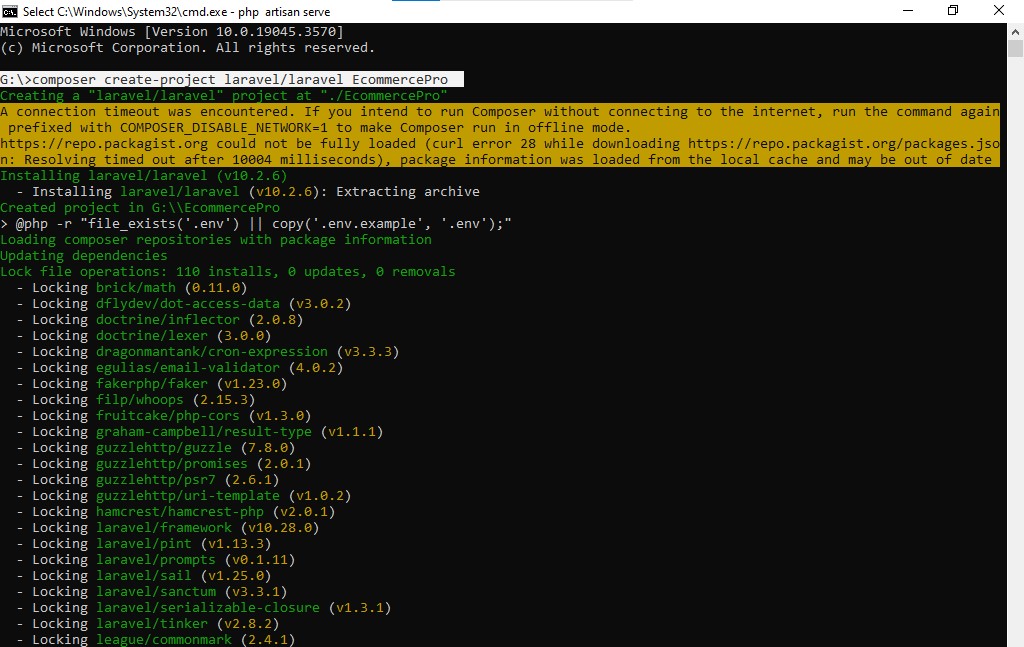 Select C:\Windows\System32\cmd.exe - php  artisan serve
Microsoft Windows [Version 10.0.19045.3570]
(c) Microsoft Corporation. All rights reserved.
G:\>composer create-project laravel/laravel EcommercePro
Creating a "laravel/laravel" project at "./EcommercePro"
A connection timeout was encountered. If you intend to run Composer without connecting to the internet, run the command again
 prefixed with COMPOSER_DISABLE_NETWORK=1 to make Composer run in offline mode.
https://repo.packagist.org could not be fully loaded (curl error 28 while downloading https://repo.packagist.org/packages.jso
n: Resolving timed out after 10004 milliseconds), package information was loaded from the local cache and may be out of date
Installing laravel/laravel (v10.2.6)
  - Installing laravel/laravel (v10.2.6): Extracting archive
Created project in G:\\EcommercePro
> @php -r "file_exists('.env') || copy('.env.example', '.env');"
Loading composer repositories with package information
Updating dependencies
Lock file operations: 110 installs, 0 updates, 0 removals
  - Locking brick/math (0.11.0)
  - Locking dflydev/dot-access-data (v3.0.2)
  - Locking doctrine/inflector (2.0.8)
  - Locking doctrine/lexer (3.0.0)
  - Locking dragonmantank/cron-expression (v3.3.3)
  - Locking egulias/email-validator (4.0.2)
  - Locking fakerphp/faker (v1.23.0)
  - Locking filp/whoops (2.15.3)
  - Locking fruitcake/php-cors (v1.3.0)
  - Locking graham-campbell/result-type (v1.1.1)
  - Locking guzzlehttp/guzzle (7.8.0)
  - Locking guzzlehttp/promises (2.0.1)
  - Locking guzzlehttp/psr7 (2.6.1)
  - Locking guzzlehttp/uri-template (v1.0.2)
  - Locking hamcrest/hamcrest-php (v2.0.1)
  - Locking laravel/framework (v10.28.0)
  - Locking laravel/pint (v1.13.3)
  - Locking laravel/prompts (v0.1.11)
  - Locking laravel/sail (v1.25.0)
  - Locking laravel/sanctum (v3.3.1)
  - Locking laravel/serializable-closure (v1.3.1)
  - Locking laravel/tinker (v2.8.2)
  - Locking league/commonmark (2.4.1)